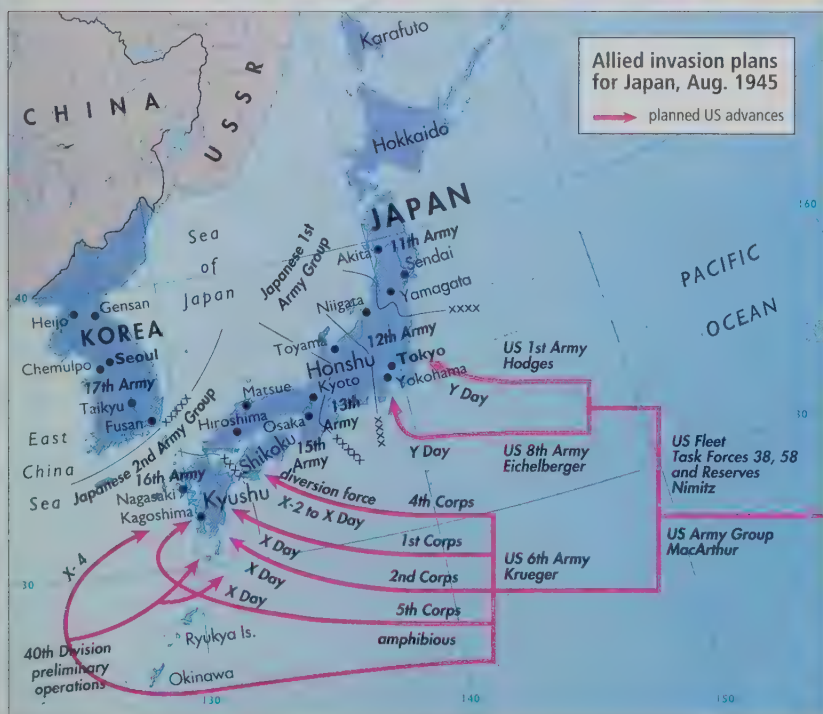 Allied invasion plans
for Japan, Aug. 1945
planned US advances
Karafuto
CHINA
USSR
Hokkaido
JAPAN
160
Sea
of
Japan
Japanese 1st
Army Group
Akita
11th Army
Sendai
Yamagata
PACIFIC
OCEAN
40
Niigata
xxxx
Heijo
Gensan
KOREA
Toyama
12th Army
Honshu
Tokyo
Yokohama
Chemulpo
Seoul
17th Army
Matsue
Kyoto
xxxx
US 1st Army
Hodges
Y Day
Taikyu
Fusan
xxxxx
Hiroshima
Osaka
13th
Army
xxxxx
Y Day
US 8th Army
Eichelberger
US Fleet
Task Forces 38, 58
and Reserves
Nimitz
East
China
Sea
Japanese 2nd Army Group
16th Army
xxxxx
Shikoku
15th
Army
Nagasaki
Kyushu
Kagoshima
diversion force
X-2 to X Day
4th Corps
1st Corps
US Army Group
MacArthur
X-4
X Day
2nd Corps
US 6th Army
Krueger
30
X Day
X Day
5th Corps
amphibious
Ryukya Is.
40th Division
preliminary
operations
Okinawa
130
140
150